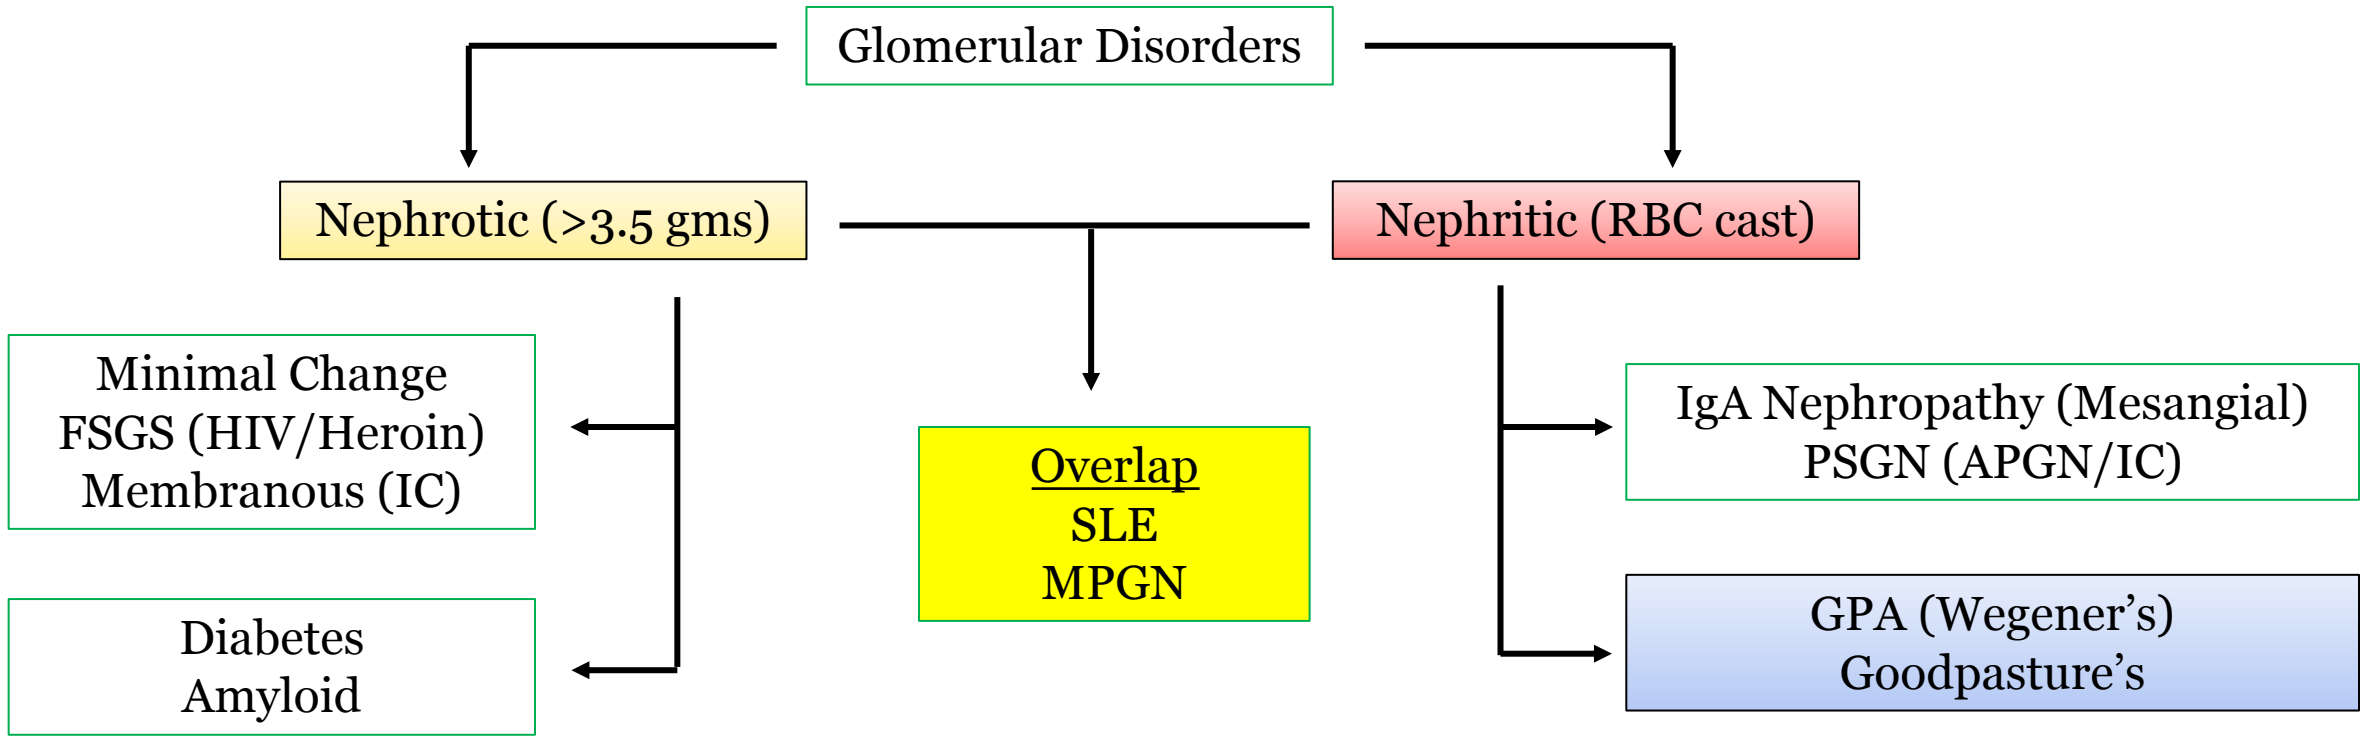 Glomerular Disorders
Nephrotic (>3.5 gms)
Nephritic (RBC cast)
Minimal Change
FSGS (HIV/Heroin)
Membranous (IC)
Diabetes
Amyloid
Overlap
SLE
MPGN
IgA Nephropathy (Mesangial)
PSGN (APGN/IC)
GPA (Wegener’s)
Goodpasture’s